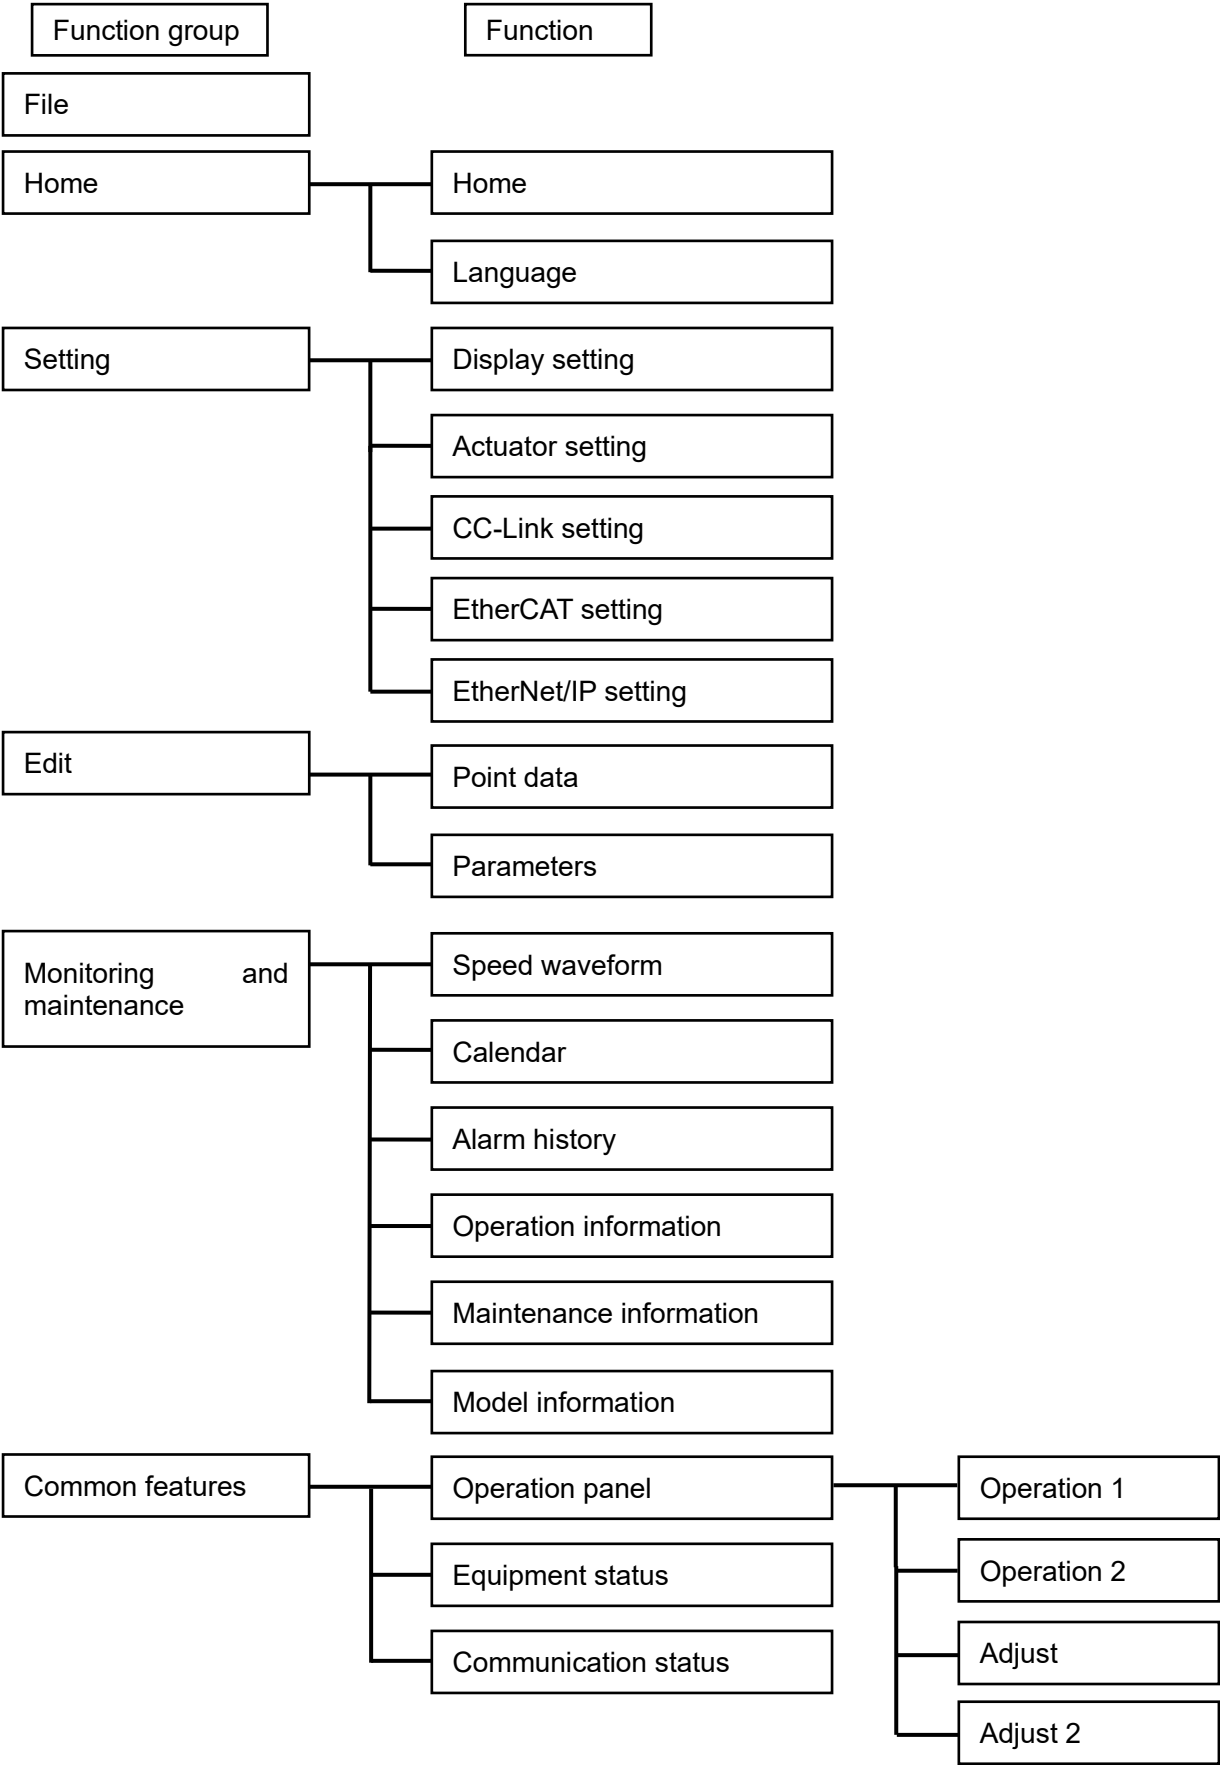 Function group
Function
File
Home
Home
Language
Setting
Display setting
Actuator setting
CC-Link setting
EtherCAT setting
EtherNet/IP setting
Edit
Point data
Parameters
Monitoring and
maintenance
Speed waveform
Calendar
Alarm history
Operation information
Maintenance information
Model information
Common features
Operation panel
Operation 1
Operation 2
Adjust
Adjust 2
Equipment status
Communication status